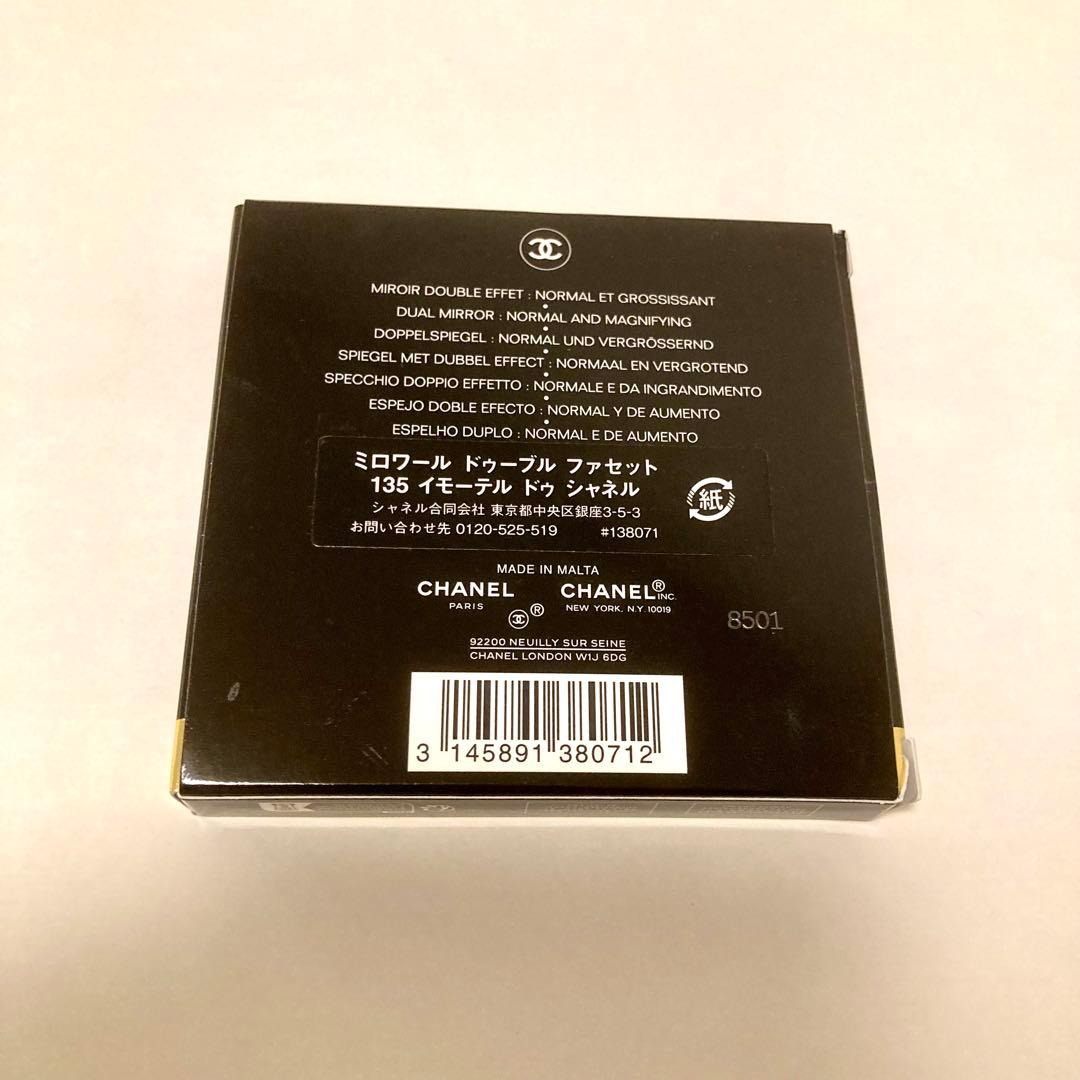 MIROIR DOUBLE EFFET : NORMAL ET GROSSISSANT
DUAL MIRROR : NORMAL AND MAGNIFYING
DOPPELSPIEGEL : NORMAL UND VERGRÖSSERND
SPIEGEL MET DUBBEL EFFECT : NORMAAL EN VERGROTEND
SPECCHIO DOPPIO EFFETTO : NORMALE E DA INGRANDIMENTO
ESPEJO DOBLE EFECTO : NORMAL Y DE AUMENTO
ESPELHO DUPLO : NORMAL E DE AUMENTO
ミロワール ドゥーブル ファセット
135 イモーテル ドゥ シャネル
シャネル合同会社 東京都中央区銀座3-5-3
お問い合わせ先 0120-525-519 #138071
紙
MADE IN MALTA
CHANEL CHANEL® INC.
PARIS NEW YORK, N.Y. 10019
®
8501
92200 NEUILLY SUR SEINE
CHANEL LONDON W1J 6DG
3 145891 380712